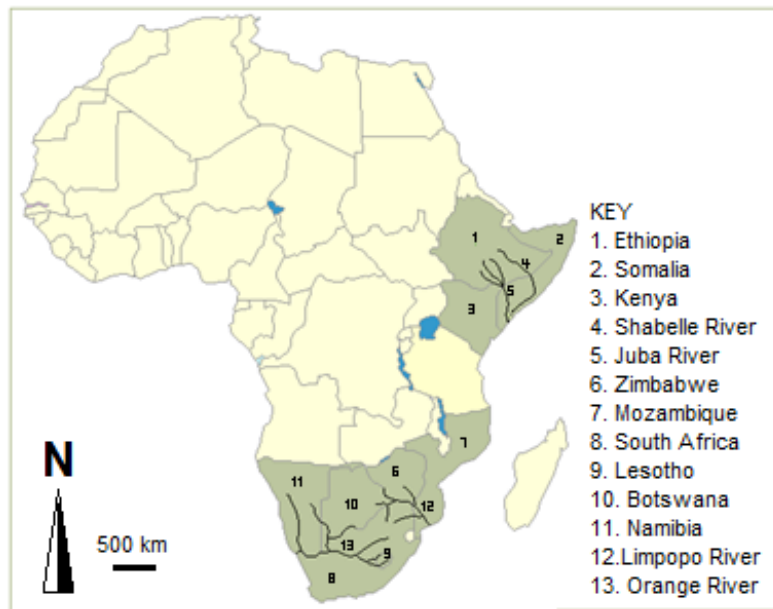 KEY
1. Ethiopia
2. Somalia
3. Kenya
4. Shabelle River
5. Juba River
6. Zimbabwe
7. Mozambique
8. South Africa
9. Lesotho
10. Botswana
11. Namibia
12.Limpopo River
13. Orange River
1
2
4
5
3
7
6
11
10
12
13
9
8
N
500 km